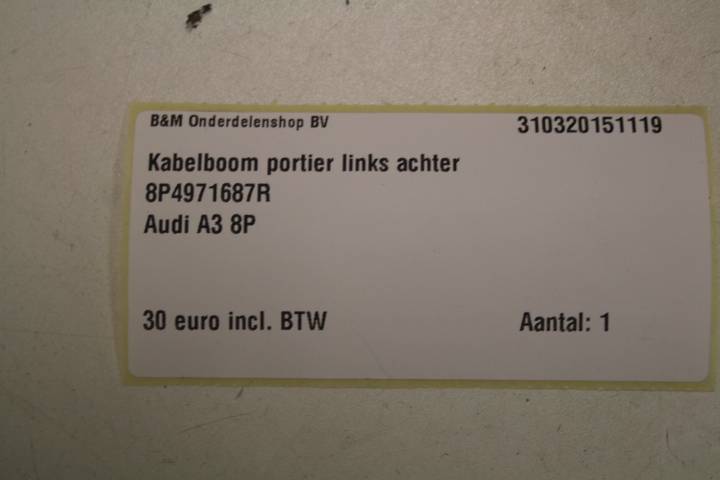 B&M Onderdelenshop BV 310320151119
Kabelboom portier links achter
8P4971687R
Audi A3 8P
30 euro incl. BTW Aantal: 1